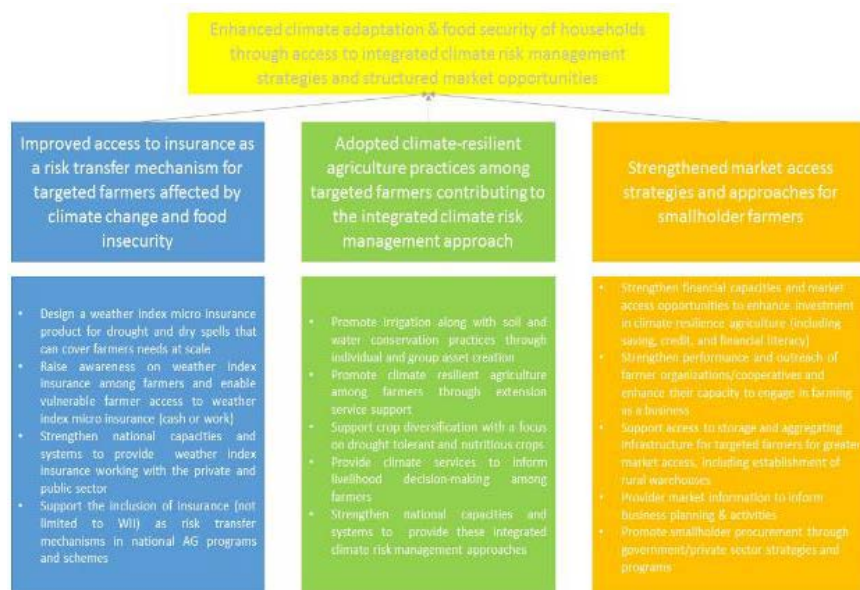 Enhanced climate adaptation & food security of households
through access to integrated climate risk management
strategies and structured market opportunities
Improved access to insurance as
a risk transfer mechanism for
targeted farmers affected by
climate change and food
insecurity
Adopted climate-resilient
agriculture practices among
targeted farmers contributing to
the integrated climate risk
management approach
Strengthened market access
strategies and approaches for
smallholder farmers
• Design a weather index micro insurance
product for drought and dry spells that
can cover farmers needs at scale
• Raise awareness on weather index
insurance among farmers and enable
vulnerable farmer access to weather
index micro insurance (cash or work)
• Strengthen national capacities and
systems to provide weather index
insurance working with the private and
public sector
• Support the inclusion of insurance (not
limited to WII) as risk transfer
mechanisms in national AG programs
and schemes
• Promote irrigation along with soil and
water conservation practices through
individual and group asset creation
• Promote climate resilient agriculture
among farmers through extension
service support
• Support crop diversification with a focus
on drought tolerant and nutritious crops
• Provide climate services to inform
livelihood decision-making among
farmers
• Strengthen national capacities and
systems to provide these integrated
climate risk management approaches
• Strengthen financial capacities and market
access opportunities to enhance investment
in climate resilience agriculture (including
saving, credit, and financial literacy)
• Strengthen performance and outreach of
farmer organizations/cooperatives and
enhance their capacity to engage in farming
as a business
• Support access to storage and aggregating
infrastructure for targeted farmers for greater
market access, including establishment of
rural warehouses
• Provider market information to inform
business planning & activities
• Promote smallholder procurement through
government/private sector strategies and
programs